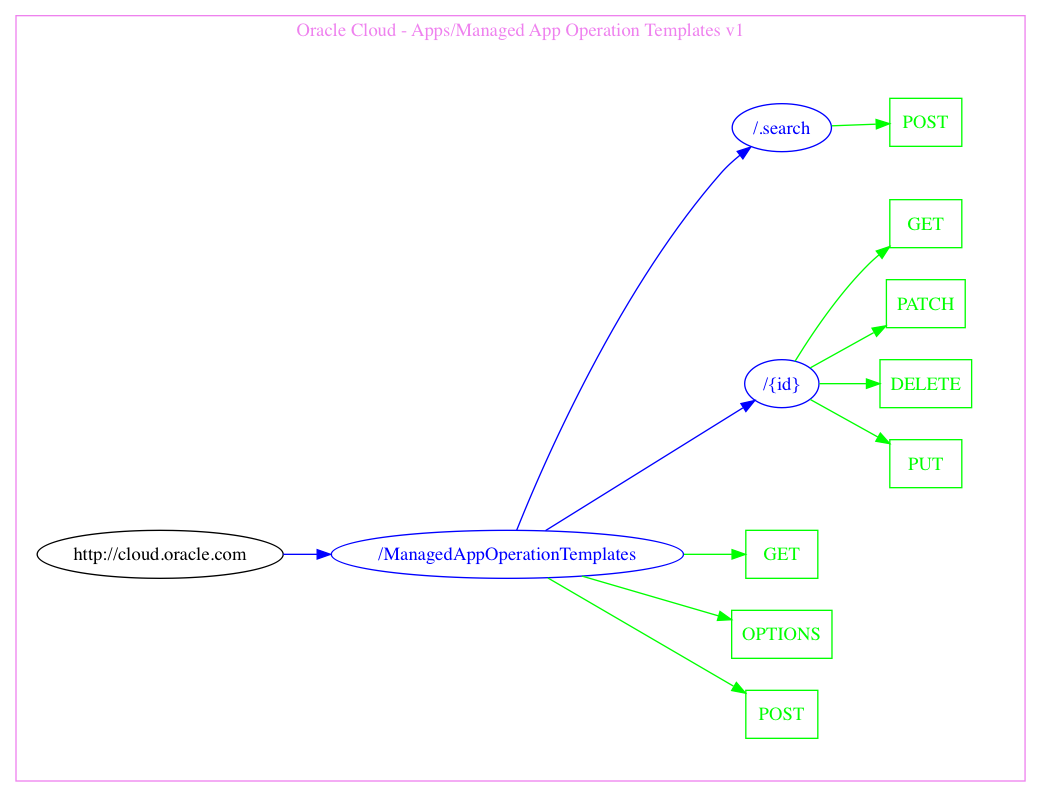 Oracle Cloud - Apps/Managed App Operation Templates v1
/.search
POST
GET
PATCH
/{id}
DELETE
PUT
http://cloud.oracle.com
/ManagedAppOperationTemplates
GET
OPTIONS
POST